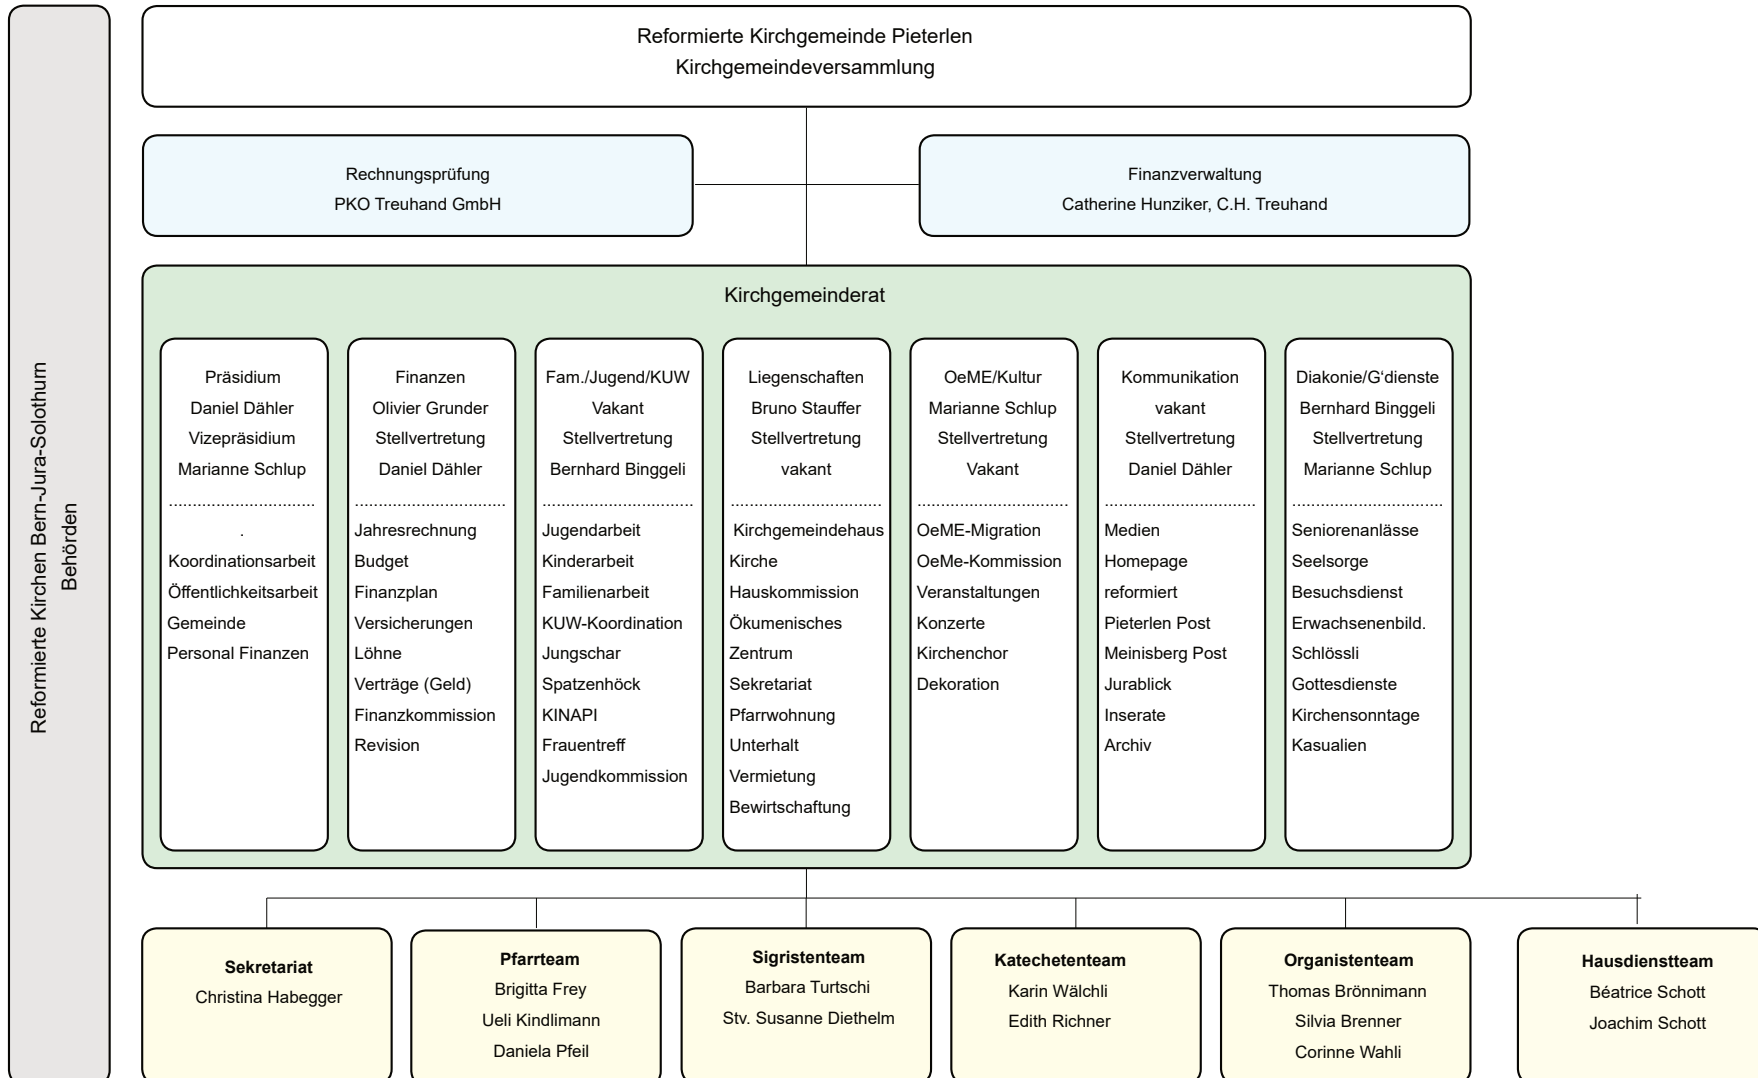 Reformierte Kirchen Bern-Jura-Solothurn
Behörden
Reformierte Kirchgemeinde Pieterlen
Kirchgemeindeversammlung
Rechnungsprüfung
PKO Treuhand GmbH
Finanzverwaltung
Catherine Hunziker, C.H. Treuhand
Kirchgemeinderat
Präsidium
Daniel Dähler
Vizepräsidium
Marianne Schlup
.
Koordinationsarbeit
Öffentlichkeitsarbeit
Gemeinde
Personal Finanzen
Finanzen
Olivier Grunder
Stellvertretung
Daniel Dähler
Jahresrechnung
Budget
Finanzplan
Versicherungen
Löhne
Verträge (Geld)
Finanzkommission
Revision
Fam./Jugend/KUW
Vakant
Stellvertretung
Bernhard Binggeli
Jugendarbeit
Kinderarbeit
Familienarbeit
KUW-Koordination
Jungschar
Spatzenhöck
KINAPI
Frauentreff
Jugendkommission
Liegenschaften
Bruno Stauffer
Stellvertretung
vakant
Kirchgemeindehaus
Kirche
Hauskommission
Ökumenisches
Zentrum
Sekretariat
Pfarrwohnung
Unterhalt
Vermietung
Bewirtschaftung
OeME/Kultur
Marianne Schlup
Stellvertretung
Vakant
OeME-Migration
OeMe-Kommission
Veranstaltungen
Konzerte
Kirchenchor
Dekoration
Kommunikation
vakant
Stellvertretung
Daniel Dähler
Medien
Homepage
reformiert
Pieterlen Post
Meinisberg Post
Jurablick
Inserate
Archiv
Diakonie/G‘dienste
Bernhard Binggeli
Stellvertretung
Marianne Schlup
Seniorenanlässe
Seelsorge
Besuchsdienst
Erwachsenenbild.
Schlössli
Gottesdienste
Kirchensonntage
Kasualien
Sekretariat
Christina Habegger
Pfarrteam
Brigitta Frey
Ueli Kindlimann
Daniela Pfeil
Sigristenteam
Barbara Turtschi
Stv. Susanne Diethelm
Katechetenteam
Karin Wälchli
Edith Richner
Organistenteam
Thomas Brönnimann
Silvia Brenner
Corinne Wahli
Hausdienstteam
Béatrice Schott
Joachim Schott